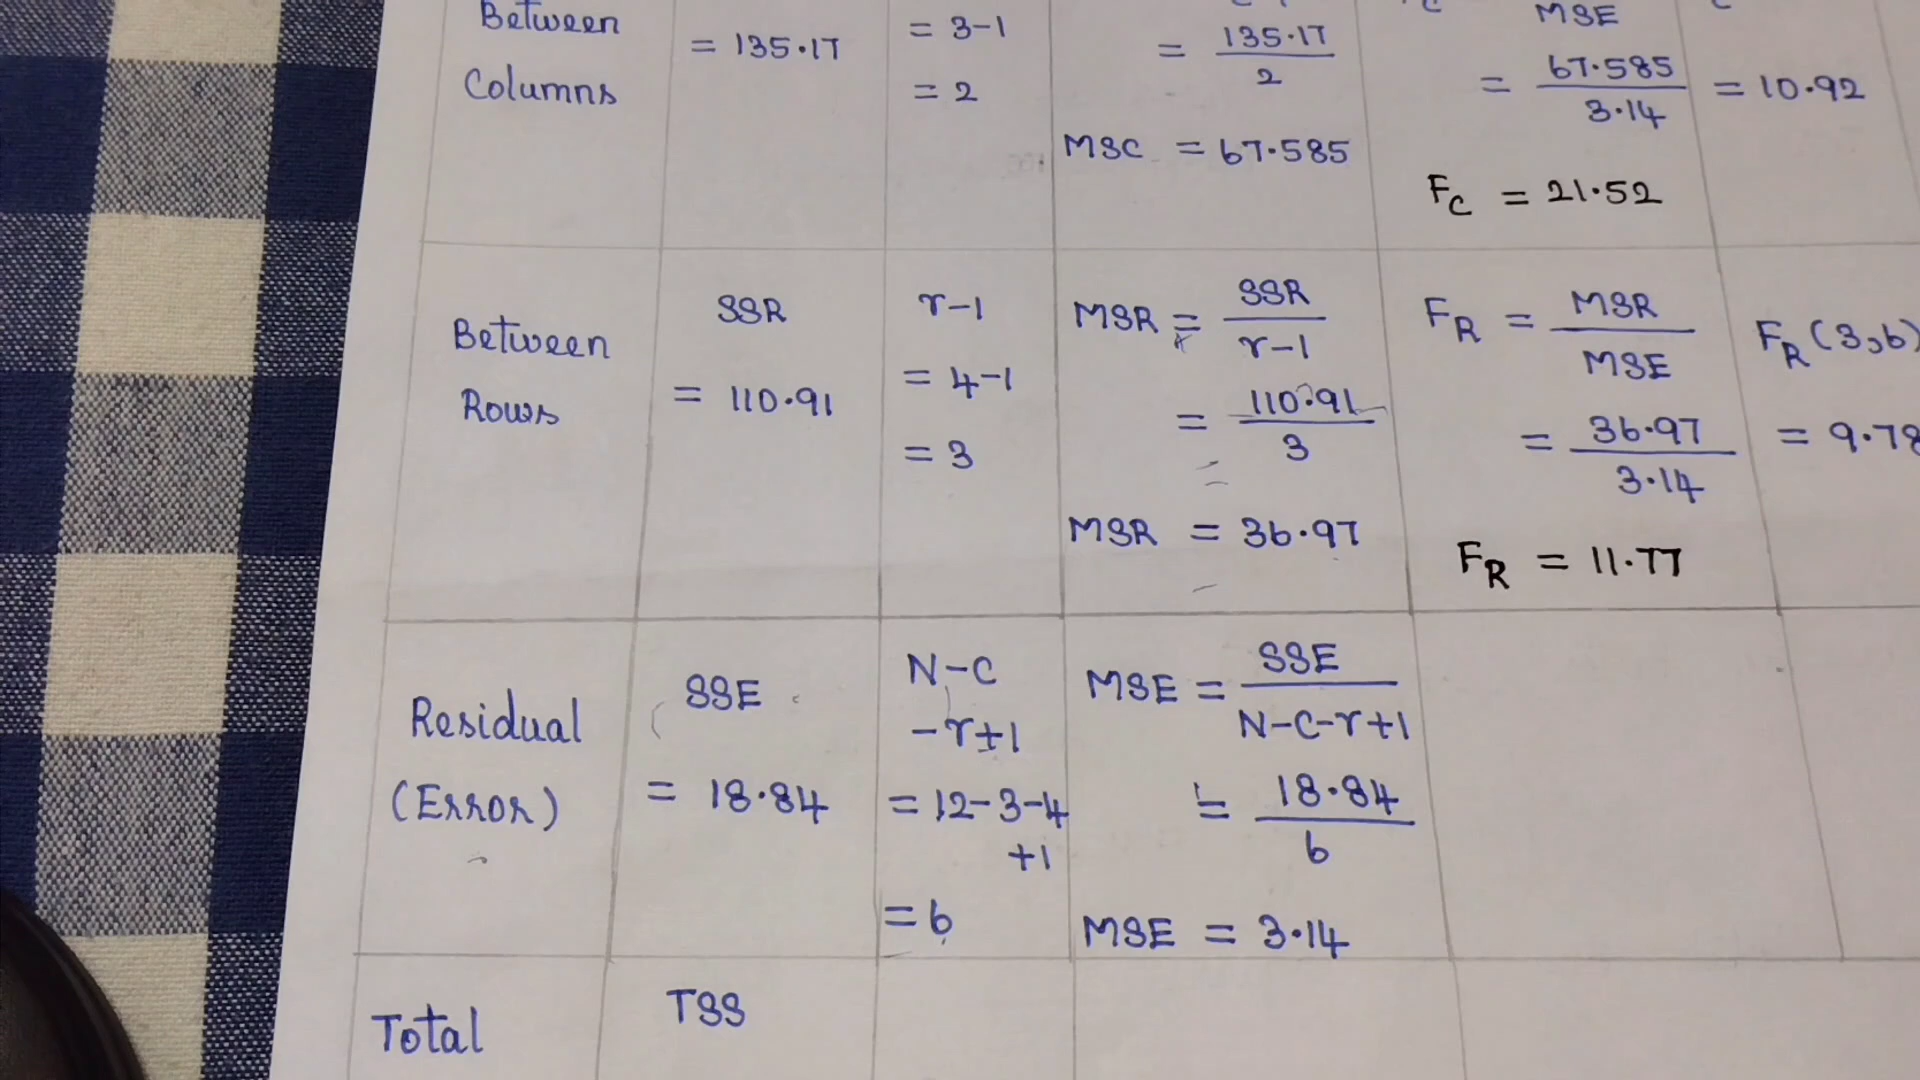 Between
Columns
= 135.17
= 3-1
= 2
= 135.17
2
MSC = 67.585
MSE
= 67.585
3.14
= 10.92
FC = 21.52
Between
Rows
SSR
= 110.91
r-1
= 4-1
= 3
MSR = SSR
r-1
= 110.91
3
MSR = 36.97
FR = MSR
MSE
= 36.97
3.14
FR = 11.77
FR (3,6)
= 9.78
Residual
(Error)
SSE
= 18.84
N-C
-r+1
= 12-3-4
+1
= 6
MSE = SSE
N-C-r+1
= 18.84
6
MSE = 3.14
Total
TSS